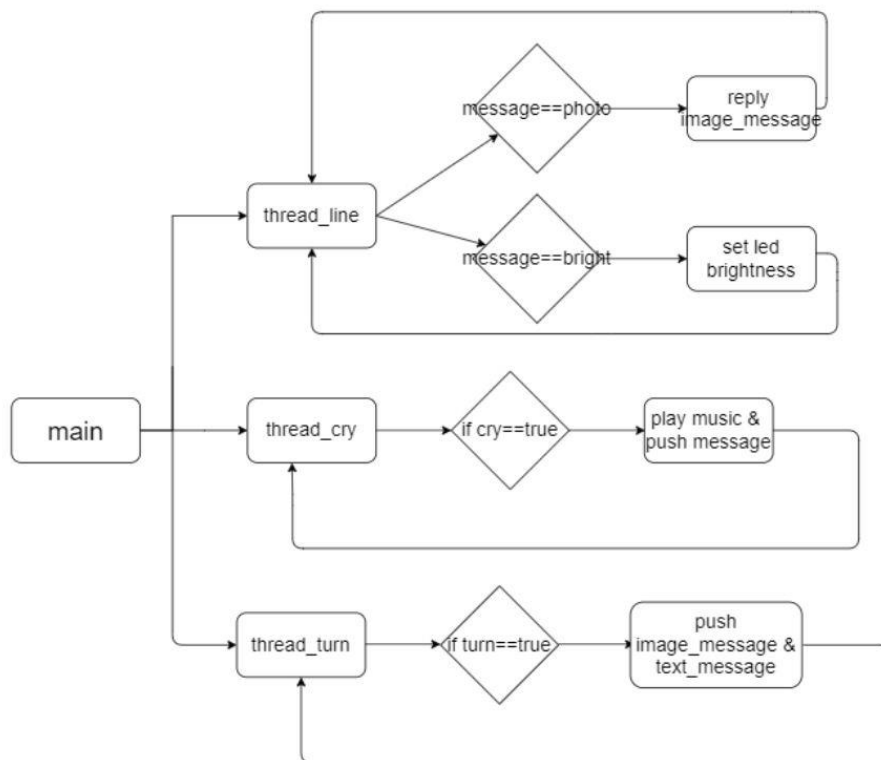 message==photo
reply
image_message
thread_line
message==bright
set led
brightness
main
thread_cry
if cry==true
play music &
push message
thread_turn
if turn==true
push
image_message &
text_message